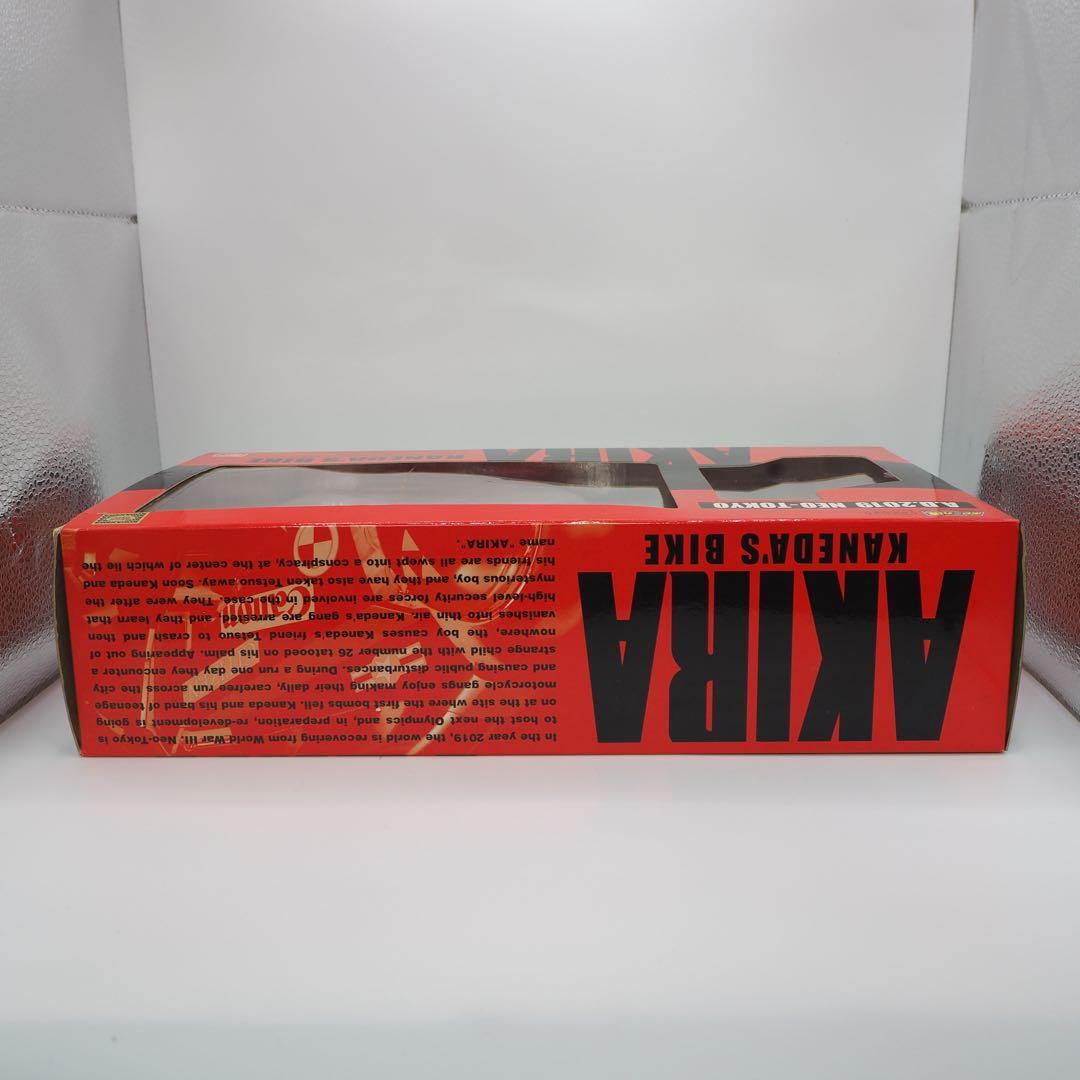 AKIRA
KANEDA'S BIKE
In the year 2019, the world is recovering from World War III. Neo-Tokyo is
to host the next Olympics and, in preparation, re-development is going
on at the site where the first bombs fell. Kaneda and his band of teenage
motorcycle gangs enjoy making their, daily, carefree run across the city
and causing public disturbances. During a run one day they encounter a
strange child with the number 26 tatooed on his palm. Appearing out of
nowhere, the boy causes Kaneda's friend Tetsuo to crash and then
vanishes into thin air. Kaneda's gang are arrested, and they learn that
high-level security forces are involved in the case. They were after the
mysterious boy, and they have also taken Tetsuo away. Soon Kaneda and
his friends are all swept into a conspiracy, at the center of which lie the
name "AKIRA".
Canon
A.D.2019 NEO-TOKYO
AKIRA
KANEDA'S BIKE